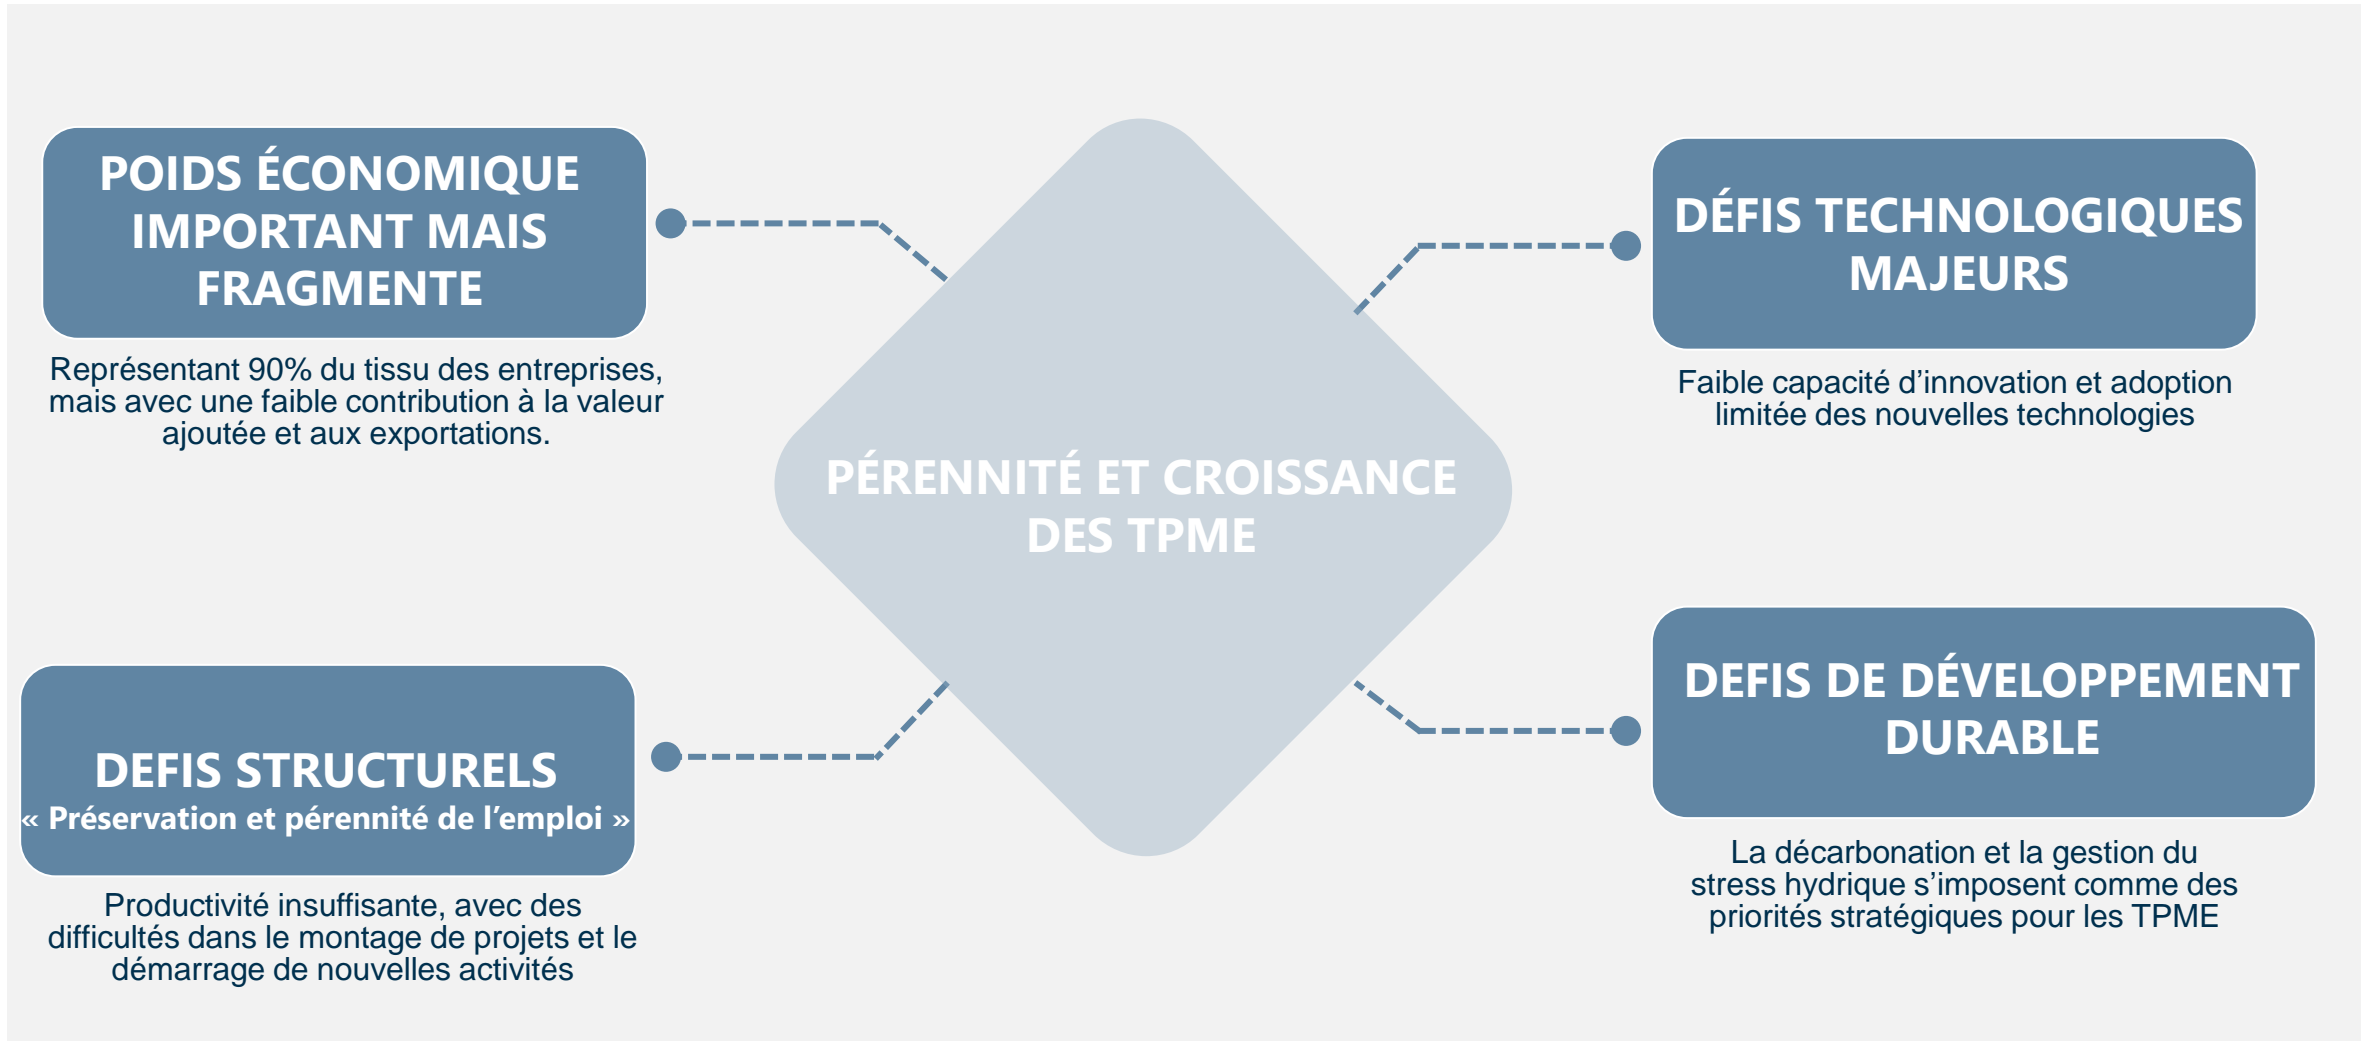 POIDS ÉCONOMIQUE
IMPORTANT MAIS
FRAGMENTE
Représentant 90% du tissu des entreprises,
mais avec une faible contribution à la valeur
ajoutée et aux exportations.
DEFIS STRUCTURELS
« Préservation et pérennité de l’emploi »
Productivité insuffisante, avec des
difficultés dans le montage de projets et le
démarrage de nouvelles activités
PÉRENNITÉ ET CROISSANCE
DES TPME
DÉFIS TECHNOLOGIQUES
MAJEURS
Faible capacité d’innovation et adoption
limitée des nouvelles technologies
DEFIS DE DÉVELOPPEMENT
DURABLE
La décarbonation et la gestion du
stress hydrique s’imposent comme des
priorités stratégiques pour les TPME